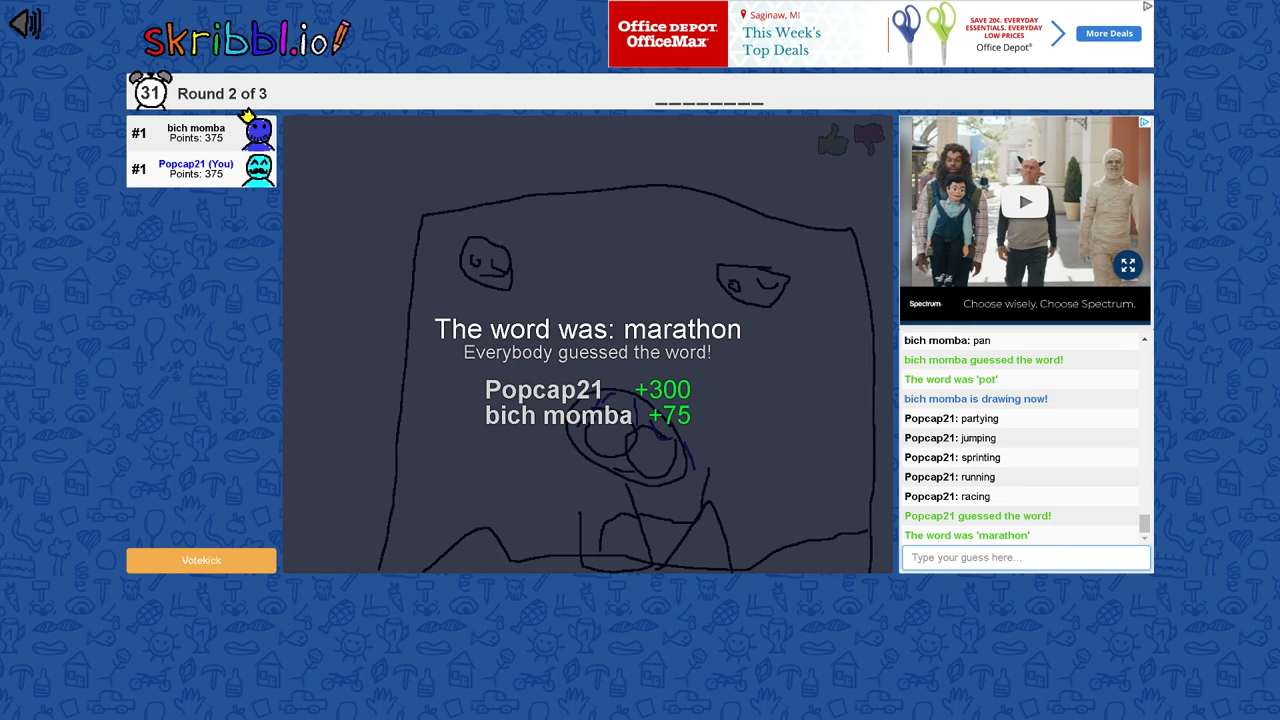 skribbl.io
OFFICE DEPOT
OfficeMax
Saginaw, MI
This Week's
Top Deals
SAVE 20¢. EVERYDAY
ESSENTIALS. EVERYDAY
LOW PRICES
Office Depot®
More Deals
31
Round 2 of 3
________
#1
bich momba
Points: 375
#1
Popcap21 (You)
Points: 375
The word was: marathon
Everybody guessed the word!
Popcap21 +300
bich momba +75
Votekick
Spectrum
Choose wisely. Choose Spectrum.
bich momba: pan
bich momba guessed the word!
The word was 'pot'
bich momba is drawing now!
Popcap21: partying
Popcap21: jumping
Popcap21: sprinting
Popcap21: running
Popcap21: racing
Popcap21 guessed the word!
The word was 'marathon'
Type your guess here...